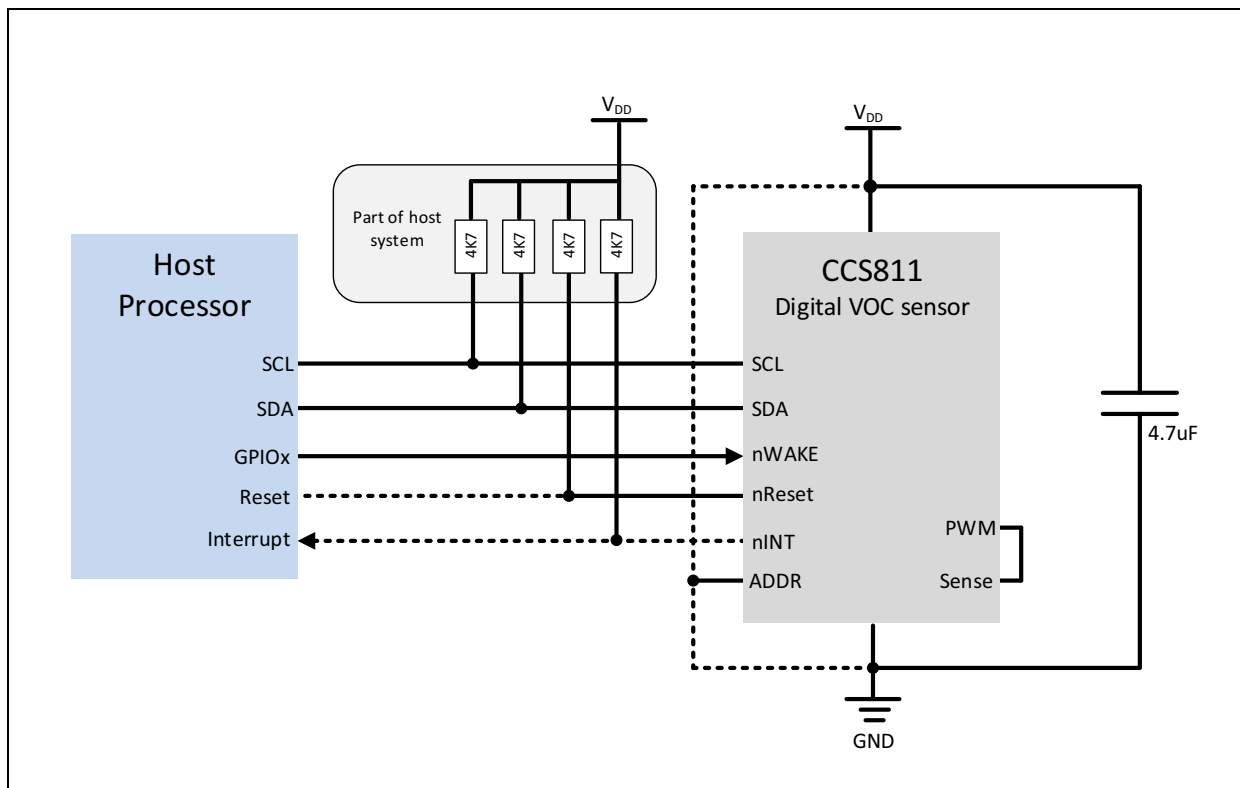 VDD
VDD
Part of host
system
4K7
4K7
4K7
4K7
Host
Processor
CCS811
Digital VOC sensor
SCL
SCL
SDA
SDA
4.7uF
GPIOx
nWAKE
Reset
nReset
PWM
Interrupt
nINT
ADDR
Sense
GND